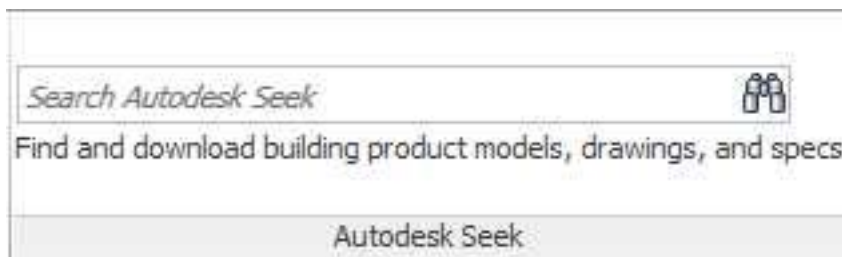 Search Autodesk Seek
Find and download building product models, drawings, and specs
Autodesk Seek